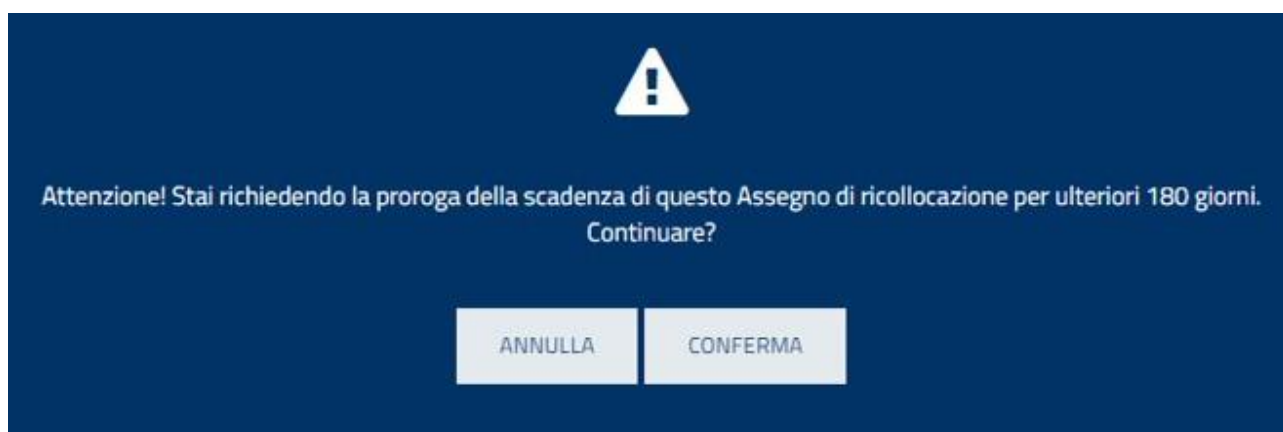 Attenzione! Stai richiedendo la proroga della scadenza di questo Assegno di ricollocazione per ulteriori 180 giorni.
Continuare?
ANNULLA CONFERMA